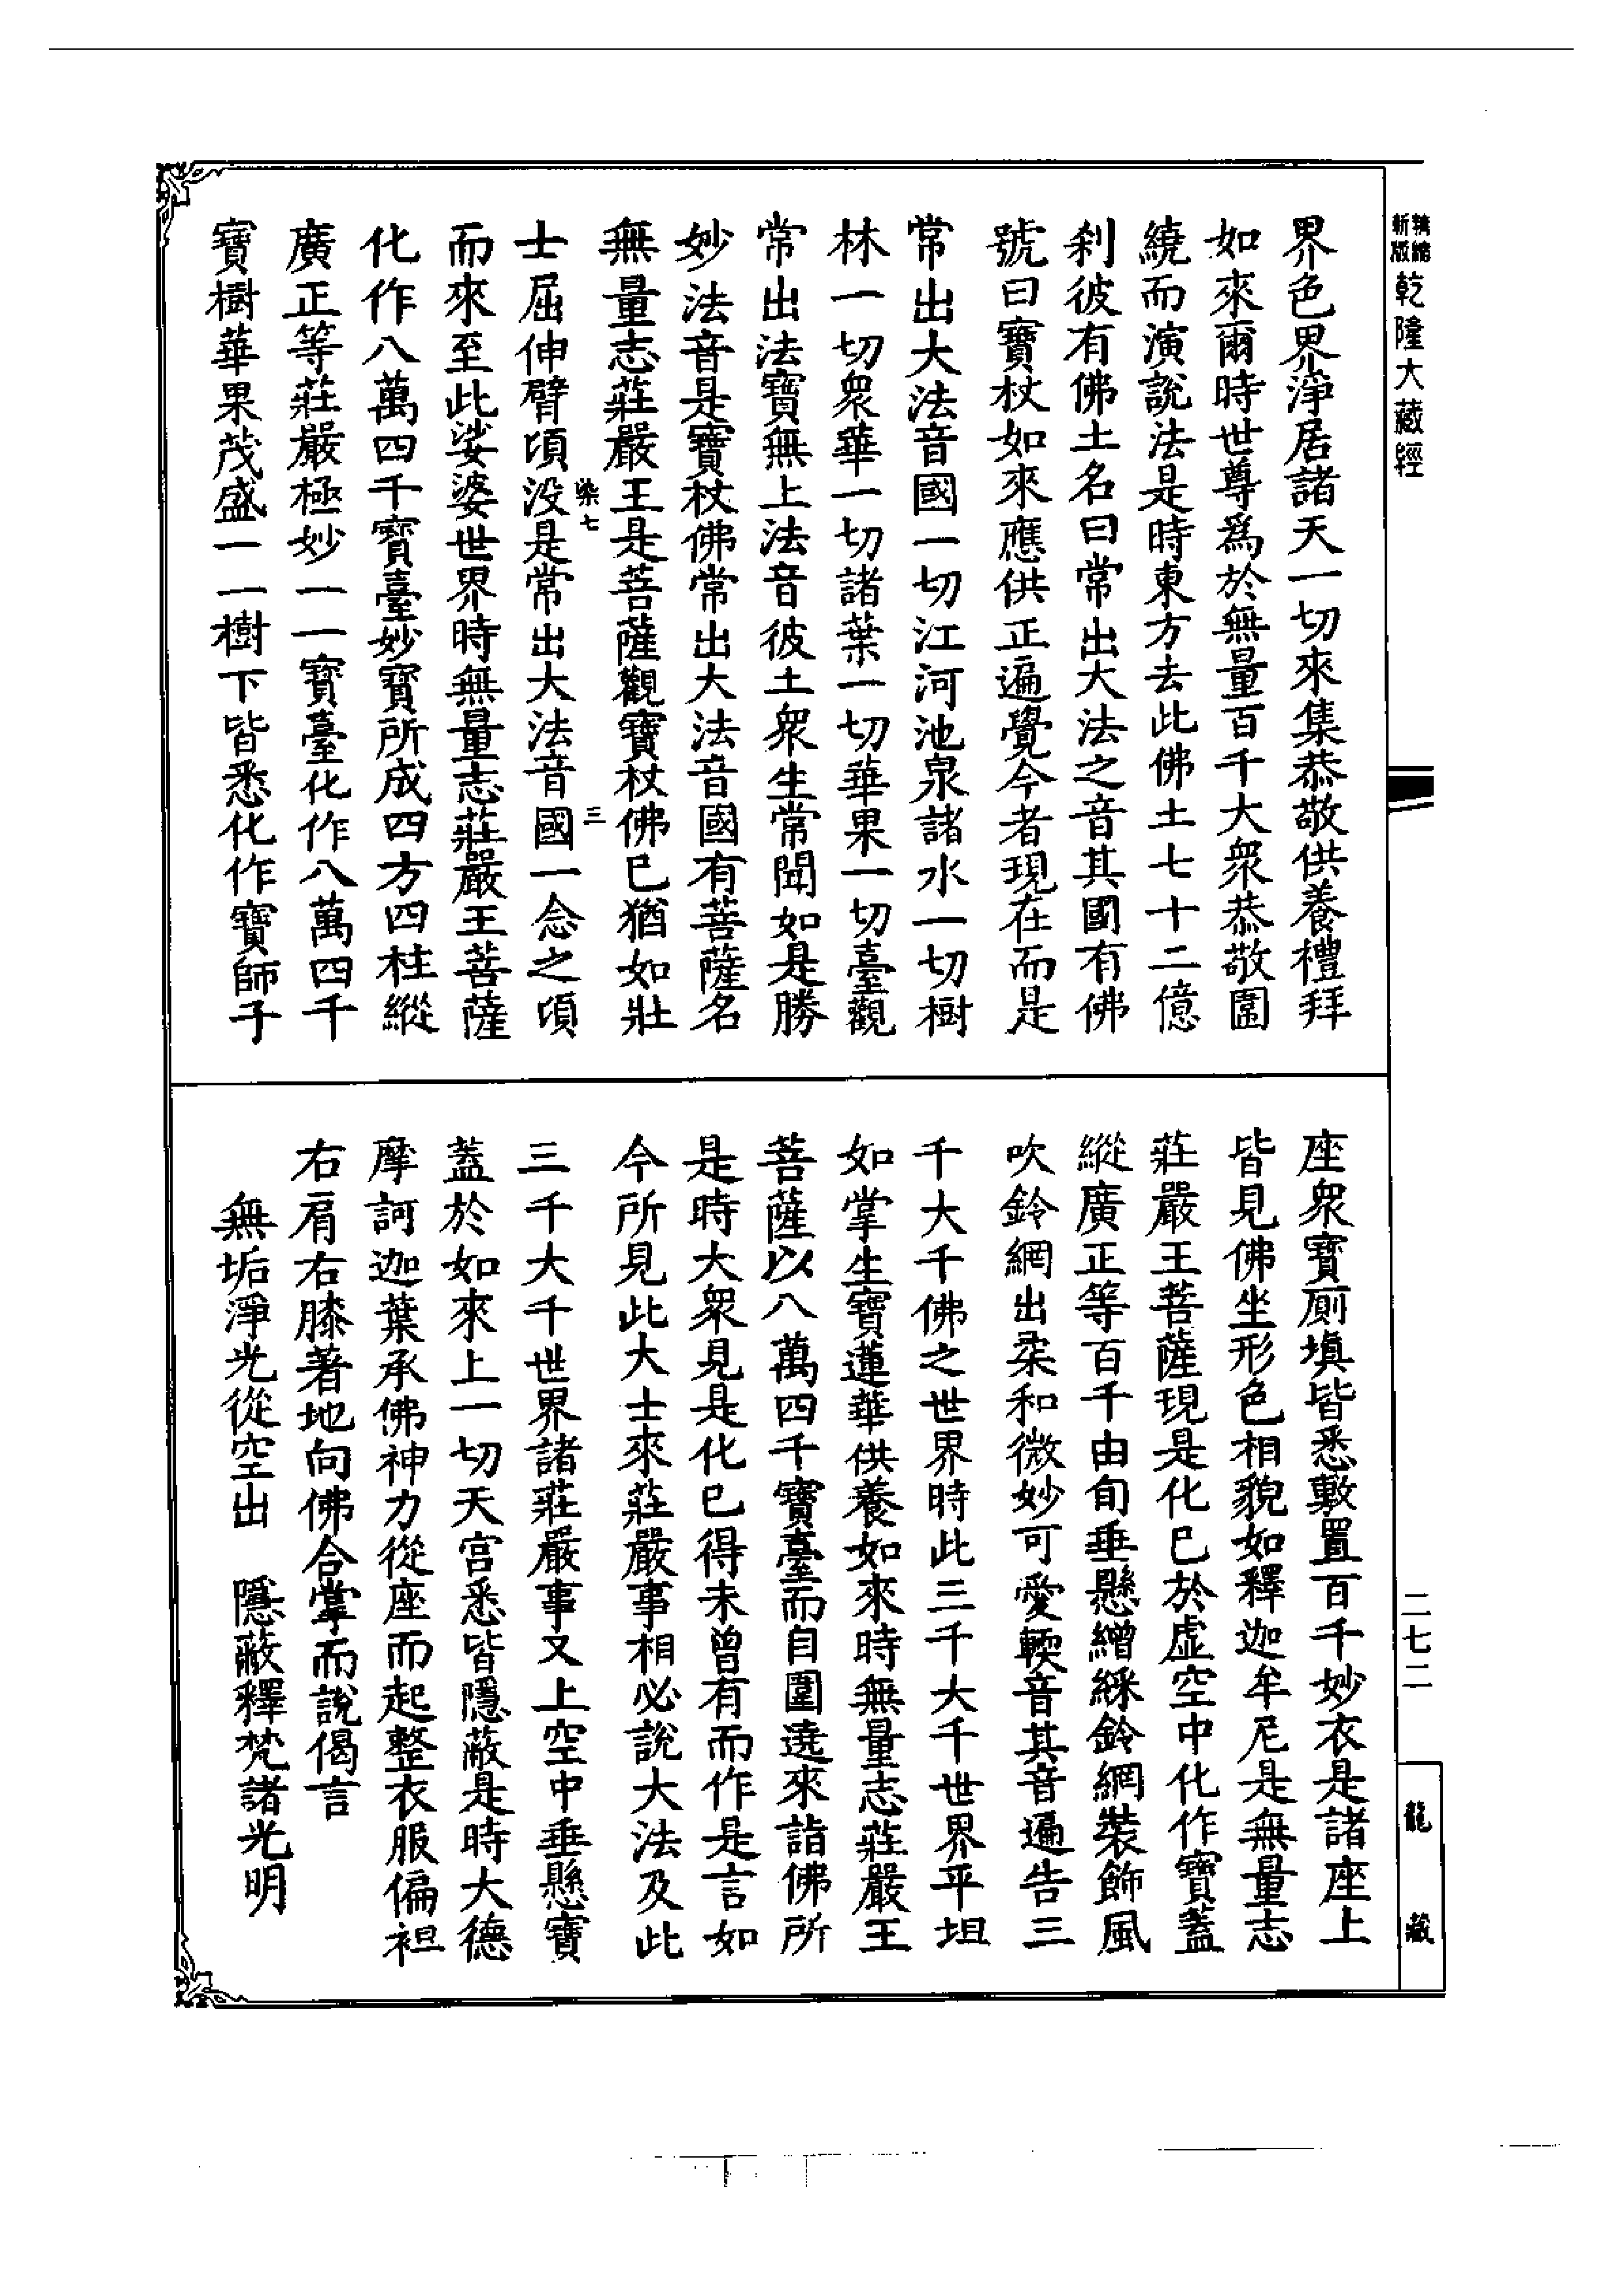 乾隆大藏經
界色界淨居諸天一切來集恭敬供養禮拜
如來爾時世尊為於無量百千大衆恭敬圍
繞而演說法是時東方去此佛土七十二億
刹彼有佛土名曰常出大法之音其國有佛
號曰寶杖如來應供正遍覺今者現在而是
常出大法音國一切江河池泉諸水一切樹
林一切衆華一切諸葉一切華果一切臺觀
常出法寶無上法音彼土衆生常聞如是勝
妙法音是寶杖佛常出大法音國有菩薩名
無量志莊嚴王是菩薩觀寶杖佛已猶如壯
染七 三
士屈伸臂頃没是常出大法音國一念之頃
而來至此娑婆世界時無量志莊嚴王菩薩
化作八萬四千寶臺妙寶所成四方四柱縱
廣正等莊嚴極妙一一寶臺化作八萬四千
寶樹華果茂盛一一樹下皆悉化作寶師子
座衆寶廁塡皆悉敷置百千妙衣是諸座上
皆見佛坐形色相貌如釋迦牟尼是無量志
莊嚴王菩薩現是化已於虛空中化作寶蓋
縱廣正等百千由旬垂懸繒綵鈴網裝飾風
吹鈴網出柔和微妙可愛輭音其音遍告三
千大千佛之世界時此三千大千世界平坦
如掌生寶蓮華供養如來時無量志莊嚴王
菩薩以八萬四千寶臺而自圍遶來詣佛所
是時大衆見是化已得未曾有而作是言如
今所見此大士來莊嚴事相必說大法及此
三千大千世界諸莊嚴事又上空中垂懸寶
蓋於如來上一切天宮悉皆隱蔽是時大德
摩訶迦葉承佛神力從座而起整衣服偏袒
右肩右膝著地向佛合掌而說偈言
無垢淨光從空出　隱蔽釋梵諸光明
二七二
龍藏